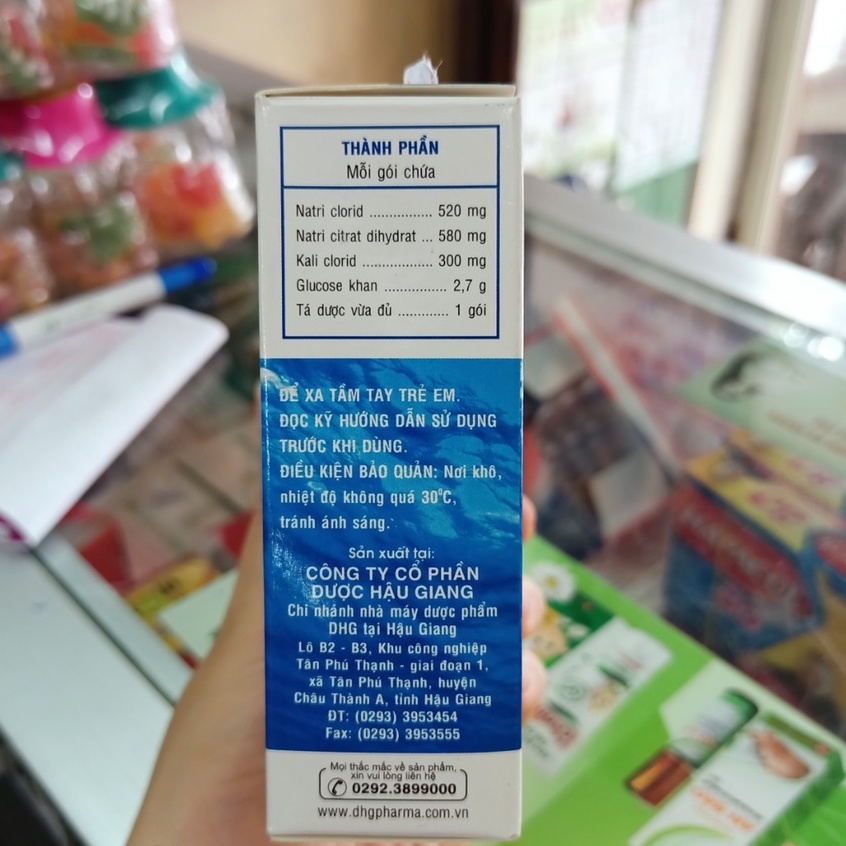 THÀNH PHẦN
Mỗi gói chứa
Natri clorid ................ 520 mg
Natri citrat dihydrat ... 580 mg
Kali clorid .................. 300 mg
Glucose khan ................ 2,7 g
Tá dược vừa đủ ............. 1 gói
ĐỂ XA TẦM TAY TRẺ EM.
ĐỌC KỸ HƯỚNG DẪN SỬ DỤNG
TRƯỚC KHI DÙNG.
ĐIỀU KIỆN BẢO QUẢN: Nơi khô,
nhiệt độ không quá 30⁰C,
tránh ánh sáng.
Sản xuất tại:
CÔNG TY CỔ PHẦN
DƯỢC HẬU GIANG
Chi nhánh nhà máy dược phẩm
DHG tại Hậu Giang
Lô B2 - B3, Khu công nghiệp
Tân Phú Thạnh - giai đoạn 1,
xã Tân Phú Thạnh, huyện
Châu Thành A, tỉnh Hậu Giang
ĐT: (0293) 3953454
Fax: (0293) 3953555
Mọi thắc mắc về sản phẩm,
xin vui lòng liên hệ
0292.3899000
www.dhgpharma.com.vn